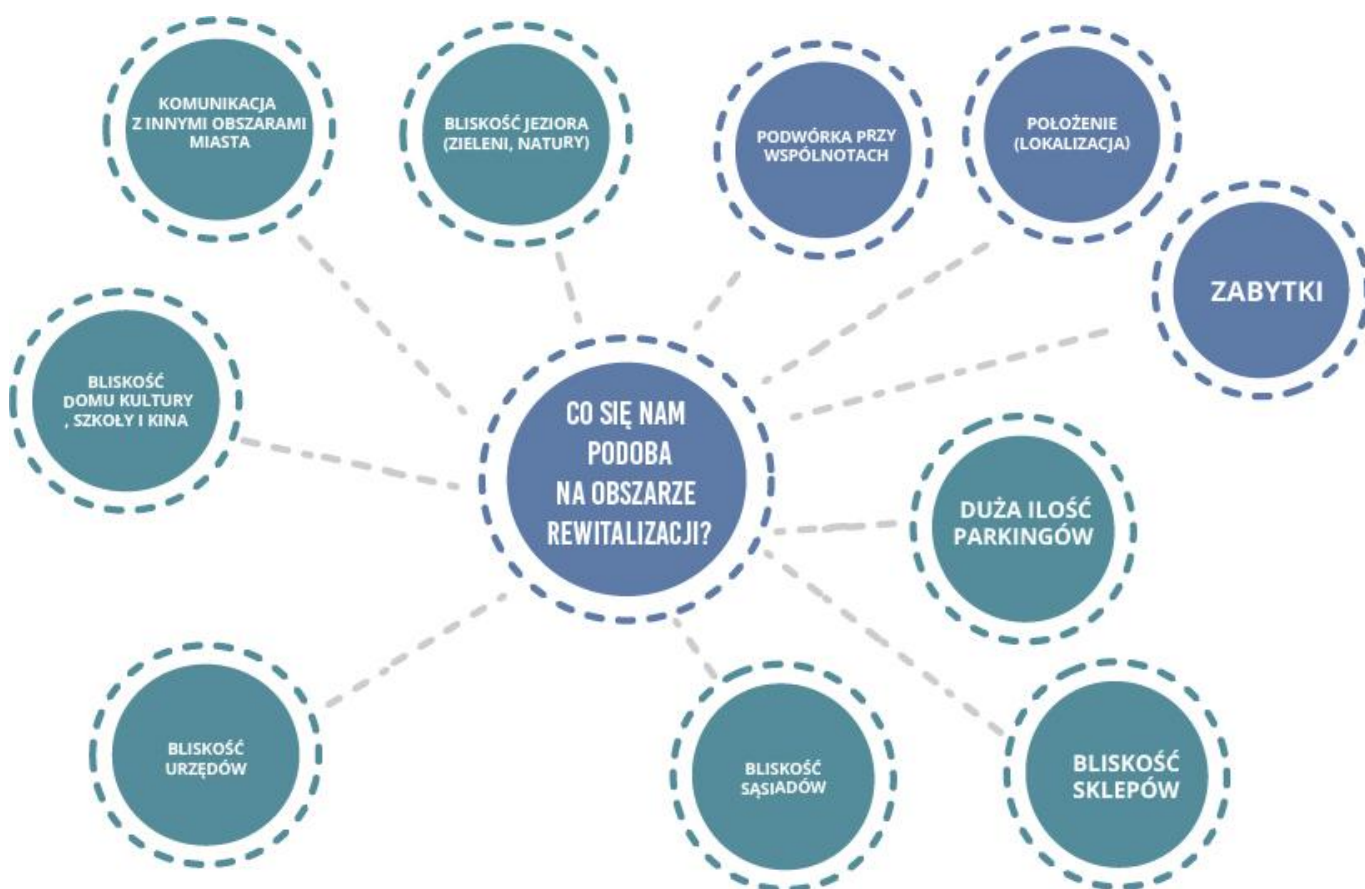 KOMUNIKACJA
Z INNYMI OBSZARAMI
MIASTA
BLISKOŚĆ JEZIORA
(ZIELENI, NATURY)
PODWÓRKA PRZY
WSPÓLNOTACH
POŁOŻENIE
(LOKALIZACJA)
ZABYTKI
BLISKOŚĆ
DOMU KULTURY
, SZKOŁY I KINA
CO SIĘ NAM
PODOBA
NA OBSZARZE
REWITALIZACJI?
DUŻA ILOŚĆ
PARKINGÓW
BLISKOŚĆ
URZĘDÓW
BLISKOŚĆ
SĄSIADÓW
BLISKOŚĆ
SKLEPÓW